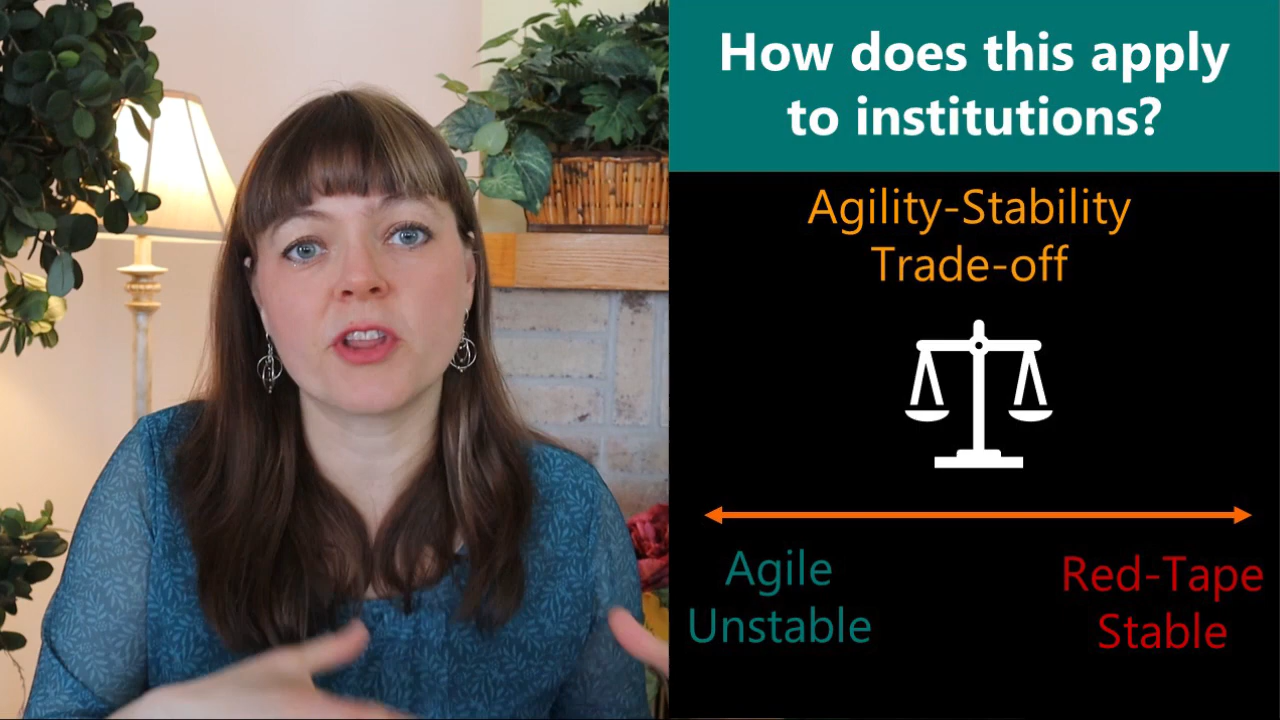 How does this apply
to institutions?
Agility-Stability
Trade-off
Agile
Unstable
Red-Tape
Stable